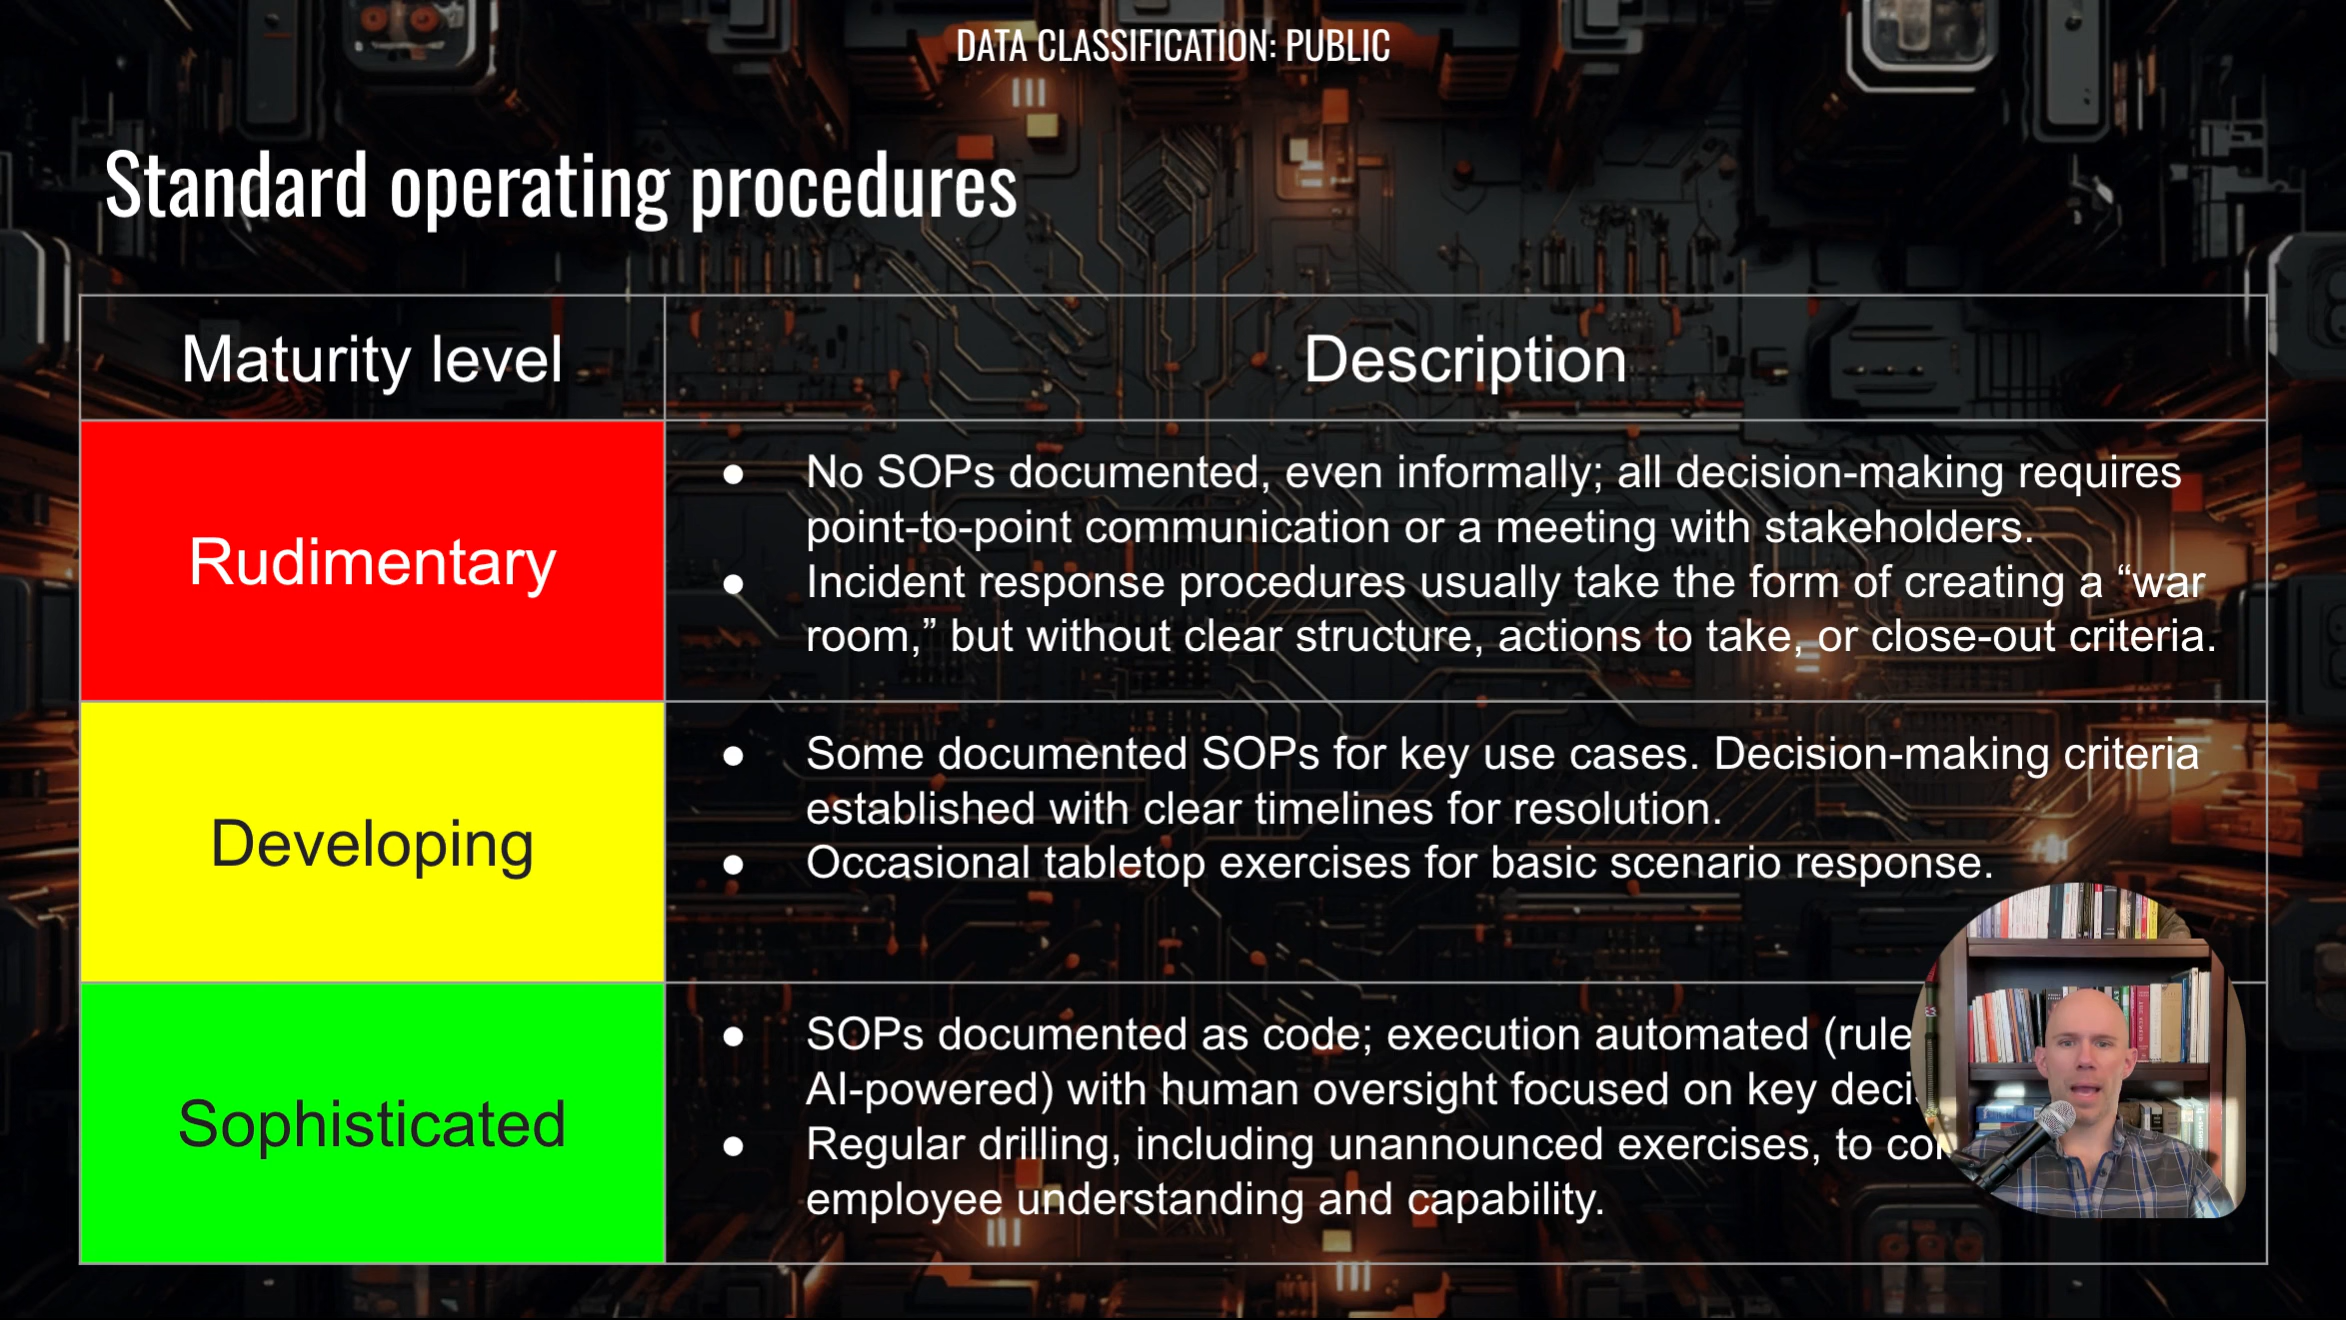 DATA CLASSIFICATION: PUBLIC
Standard operating procedures
Maturity level
Description
Rudimentary
● No SOPs documented, even informally; all decision-making requires
point-to-point communication or a meeting with stakeholders.
● Incident response procedures usually take the form of creating a “war
room,” but without clear structure, actions to take, or close-out criteria.
Developing
● Some documented SOPs for key use cases. Decision-making criteria
established with clear timelines for resolution.
● Occasional tabletop exercises for basic scenario response.
Sophisticated
● SOPs documented as code; execution automated (rule
AI-powered) with human oversight focused on key
● Regular drilling, including unannounced exercises, to
employee understanding and capability.